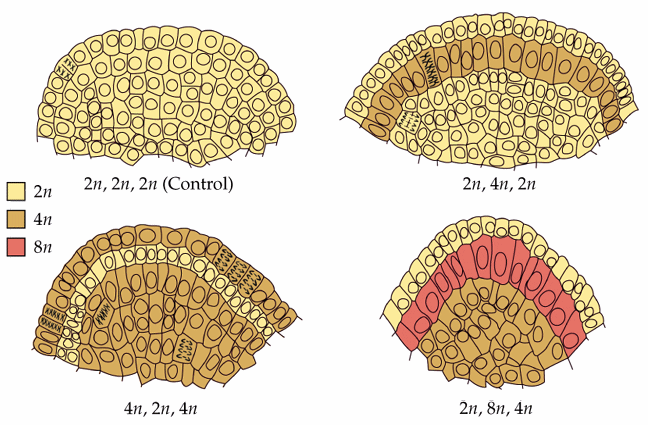 2n, 2n, 2n (Control)
2n, 4n, 2n
2n
4n
8n
4n, 2n, 4n
2n, 8n, 4n